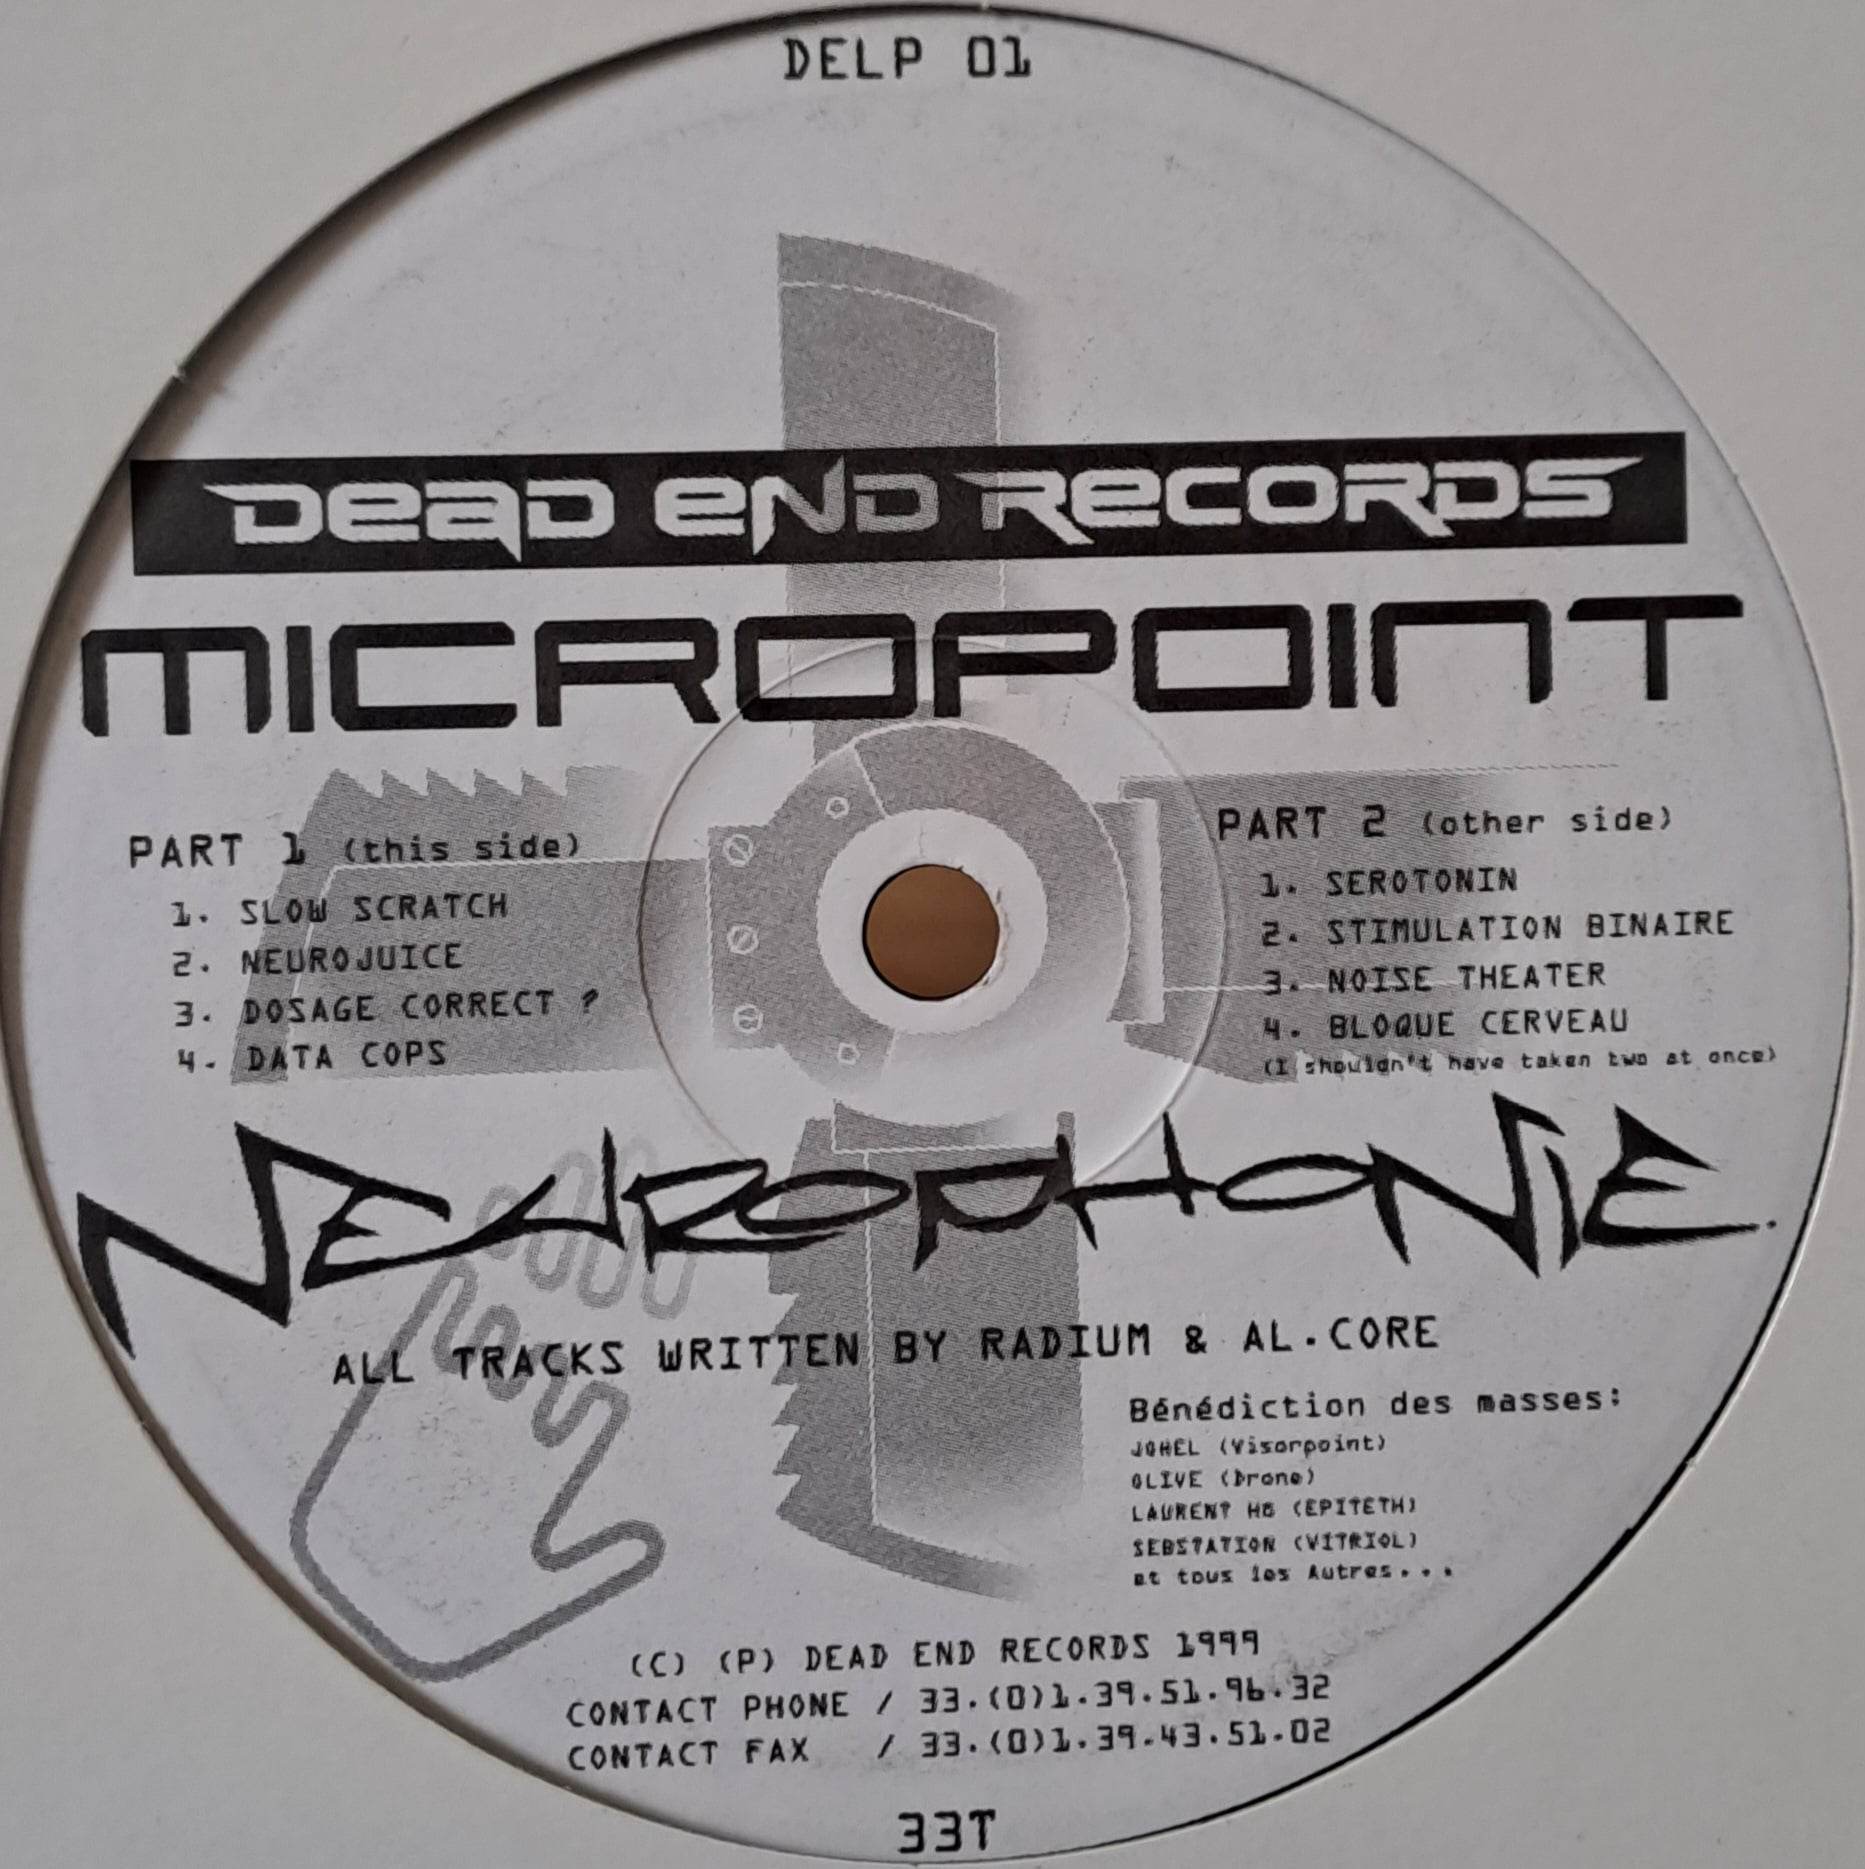 DELP 01
DEAD END RECORDS
MICROPOINT
PART 1 (this side)
1. SLOW SCRATCH
2. NEUROJUICE
3. DOSAGE CORRECT ?
4. DATA COPS
PART 2 (other side)
1. SEROTONIN
2. STIMULATION BINAIRE
3. NOISE THEATER
4. BLOQUE CERVEAU
(I shouldn't have taken two at once)
NEUROPHONIE.
ALL TRACKS WRITTEN BY RADIUM & AL.CORE
Bénédiction des masses:
JOHEL (Visorpoint)
OLIVE (Drone)
LAURENT HO (EPITETH)
SEBSTATION (VITRIOL)
et tous les Autres...
(C) (P) DEAD END RECORDS 1999
CONTACT PHONE / 33.(0)1.39.51.96.32
CONTACT FAX / 33.(0)1.39.43.51.02
33T